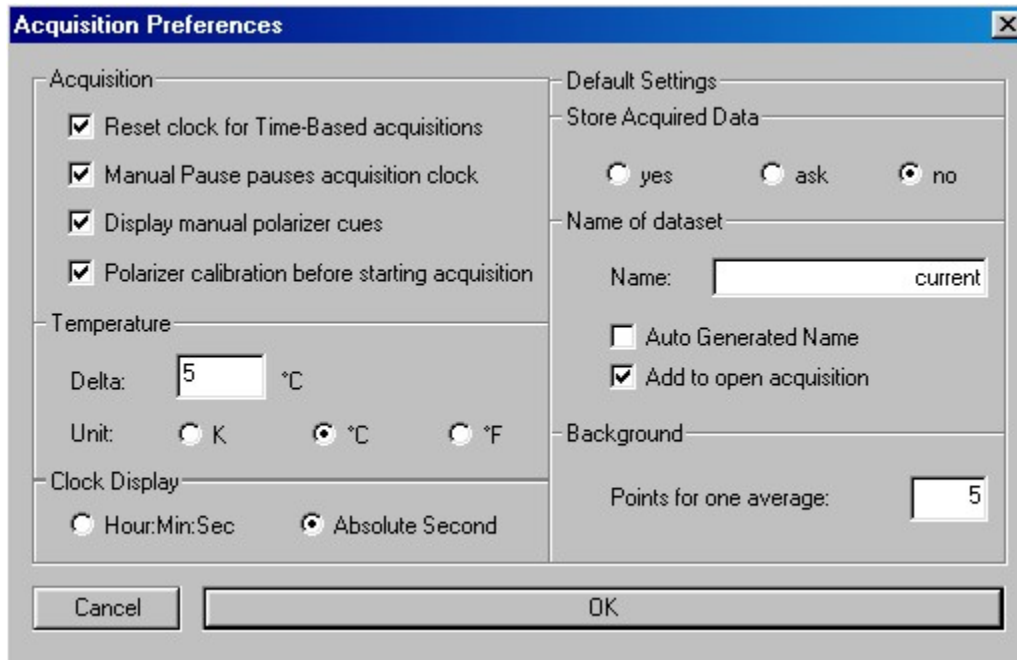 Acquisition Preferences
Acquisition
Reset clock for Time-Based acquisitions
Manual Pause pauses acquisition clock
Display manual polarizer cues
Polarizer calibration before starting acquisition
Temperature
Delta: 5 °C
Unit: K °C °F
Clock Display
Hour:Min:Sec Absolute Second
Default Settings
Store Acquired Data
yes ask no
Name of dataset
Name: current
Auto Generated Name
Add to open acquisition
Background
Points for one average: 5
Cancel OK